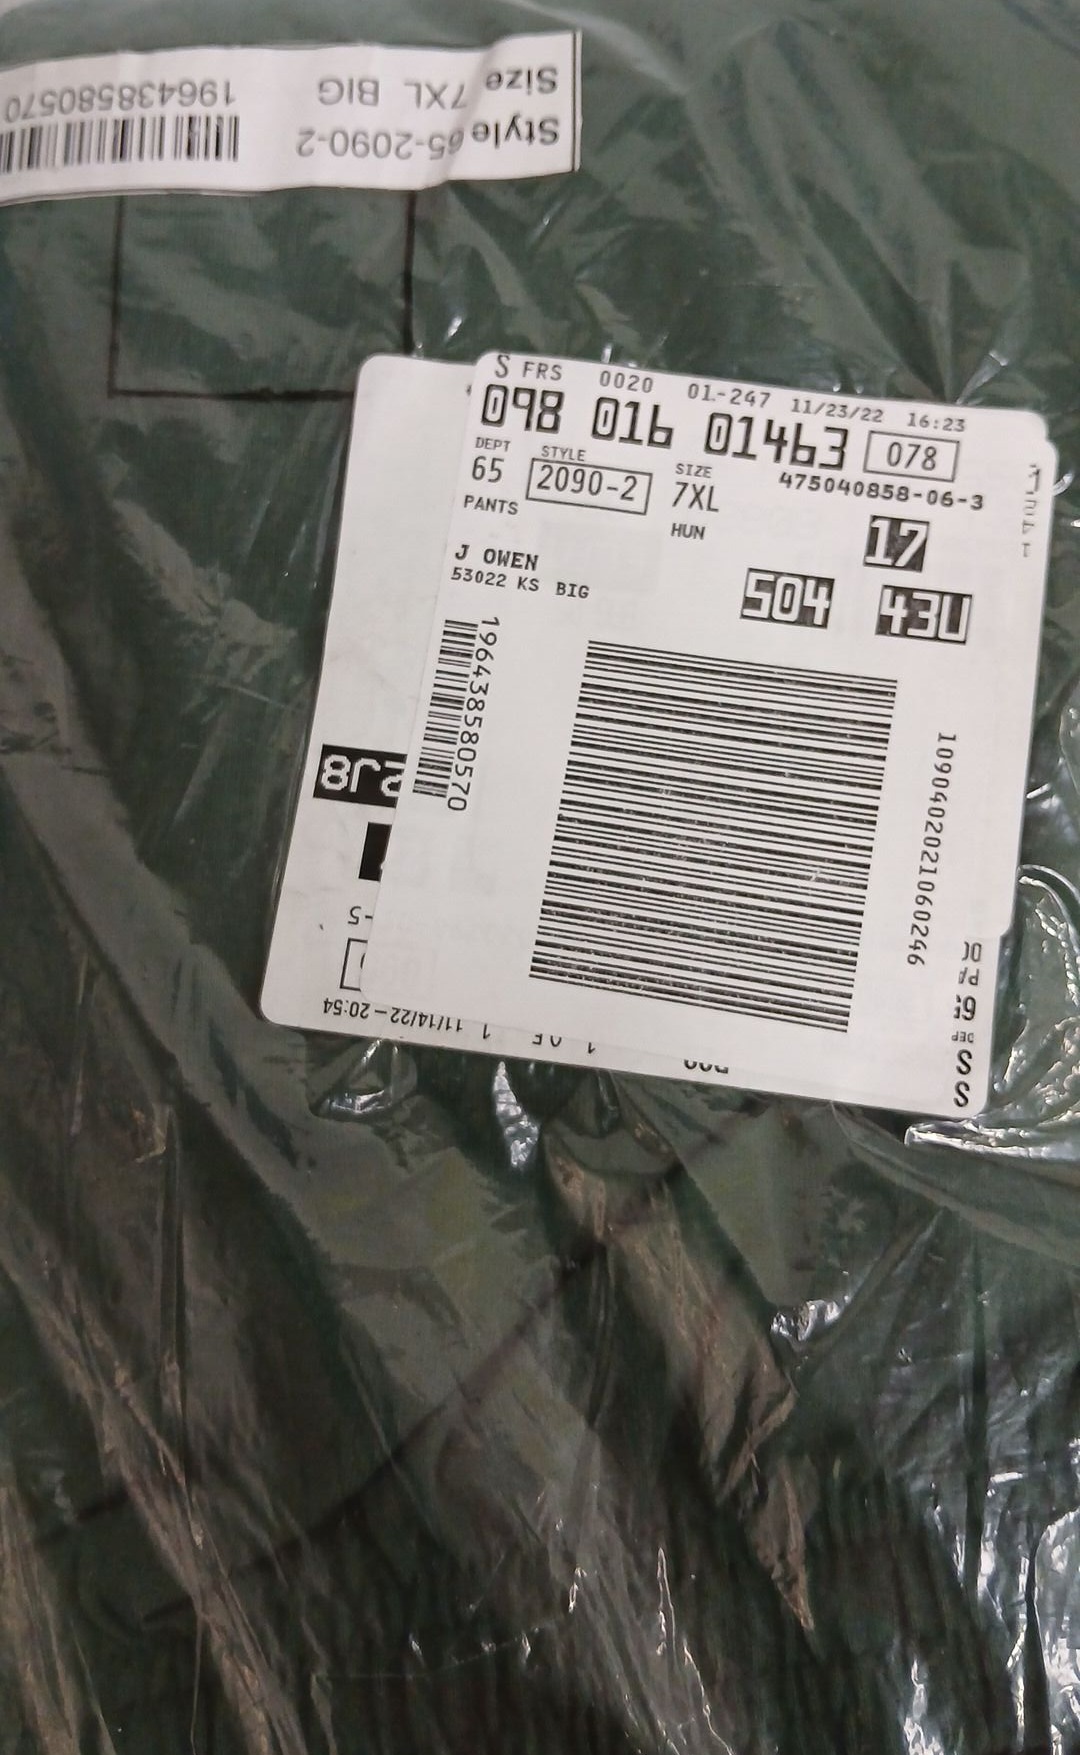 Style 65-2090-2
Size 7XL BIG
196438580570
S FRS 0020 01-247 11/23/22 16:23
098 016 01463 078
DEPT STYLE SIZE 475040858-06-3
65 2090-2 7XL
PANTS HUN 17
J OWEN
53022 KS BIG
504 43U
196438580570
1090402021060246
11/14/22-20:54
S
S